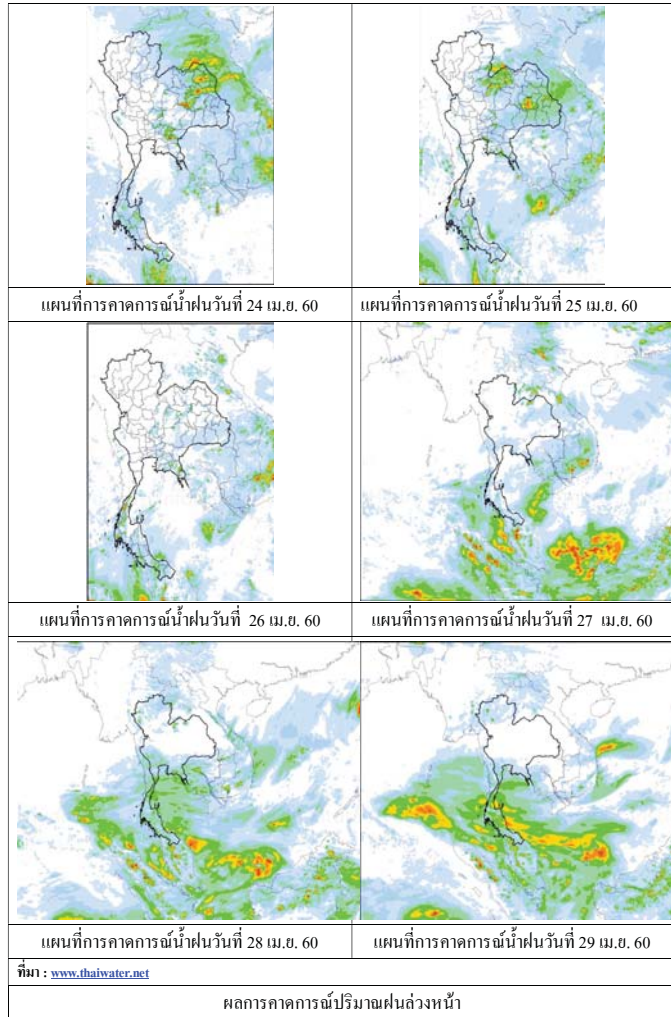 แผนที่การคาดการณ์น้ำฝนวันที่ 24 เม.ย. 60
แผนที่การคาดการณ์น้ำฝนวันที่ 25 เม.ย. 60
แผนที่การคาดการณ์น้ำฝนวันที่ 26 เม.ย. 60
แผนที่การคาดการณ์น้ำฝนวันที่ 27 เม.ย. 60
แผนที่การคาดการณ์น้ำฝนวันที่ 28 เม.ย. 60
แผนที่การคาดการณ์น้ำฝนวันที่ 29 เม.ย. 60
ที่มา : www.thaiwater.net
ผลการคาดการณ์ปริมาณฝนล่วงหน้า